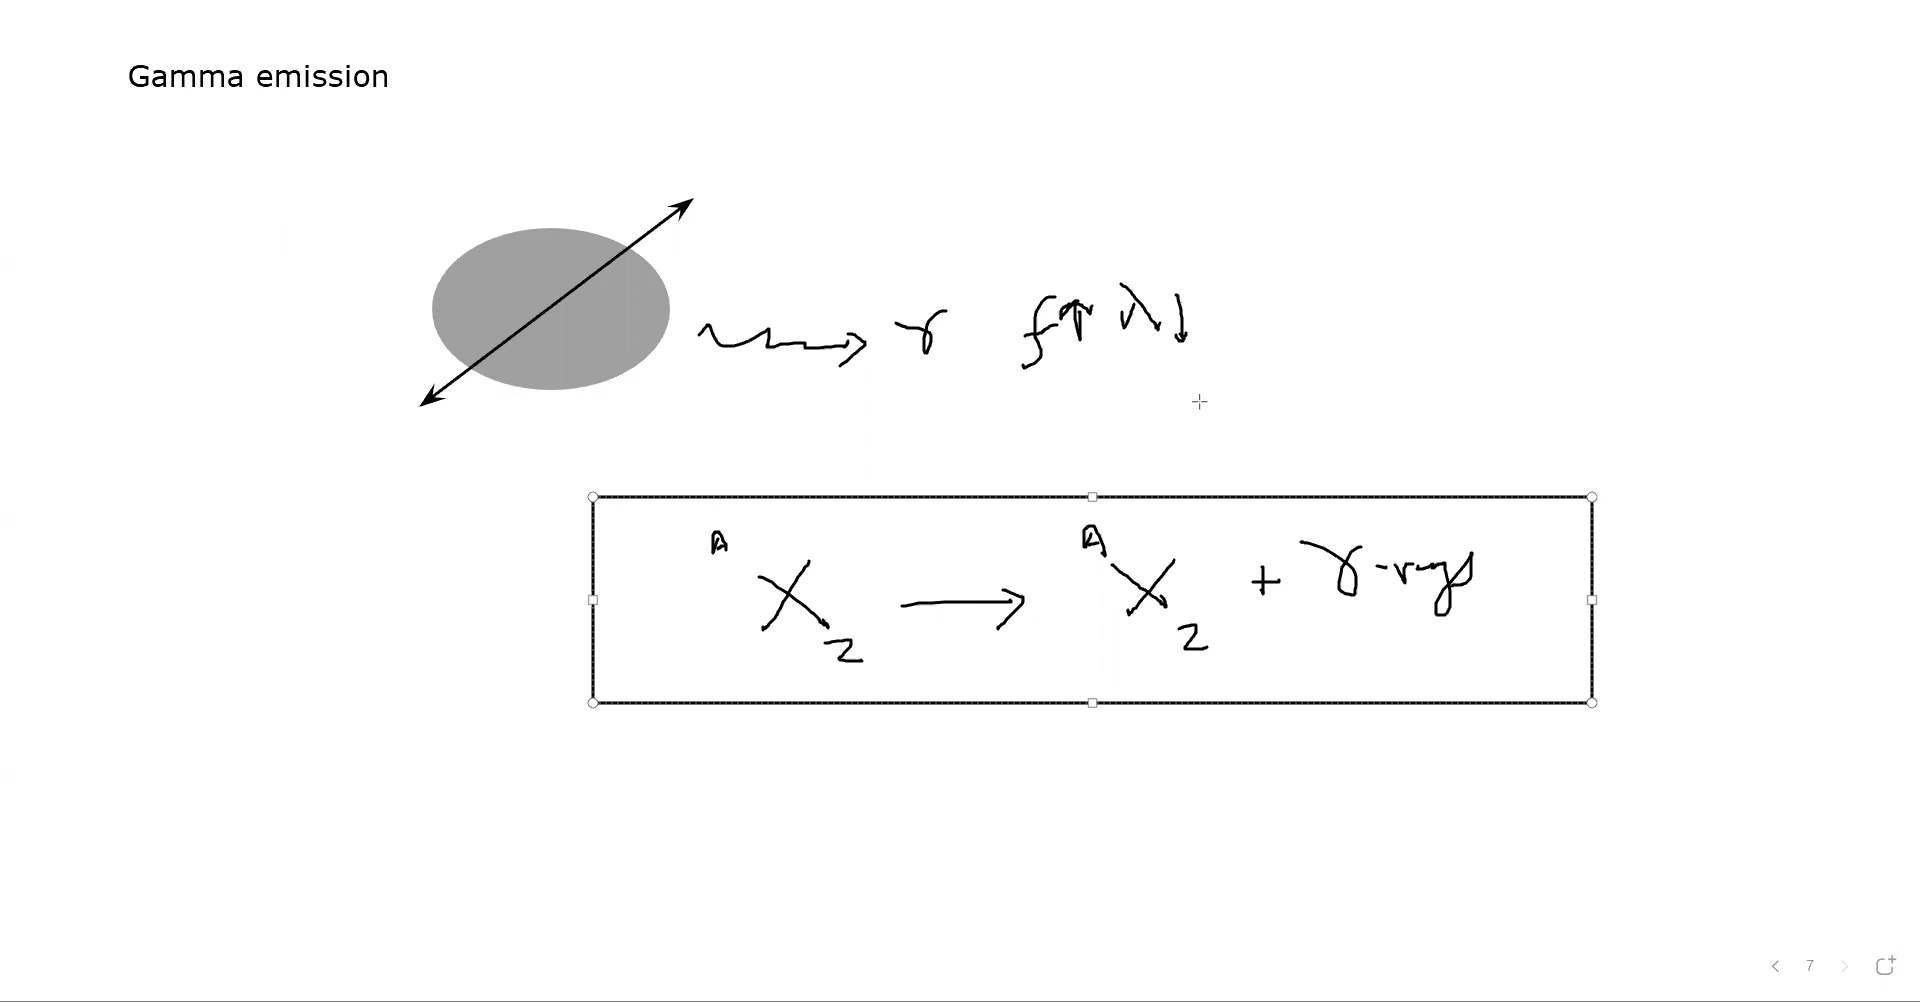 Gamma emission
γ f↑ λ↓
A X Z → A X Z + γ-rays
7